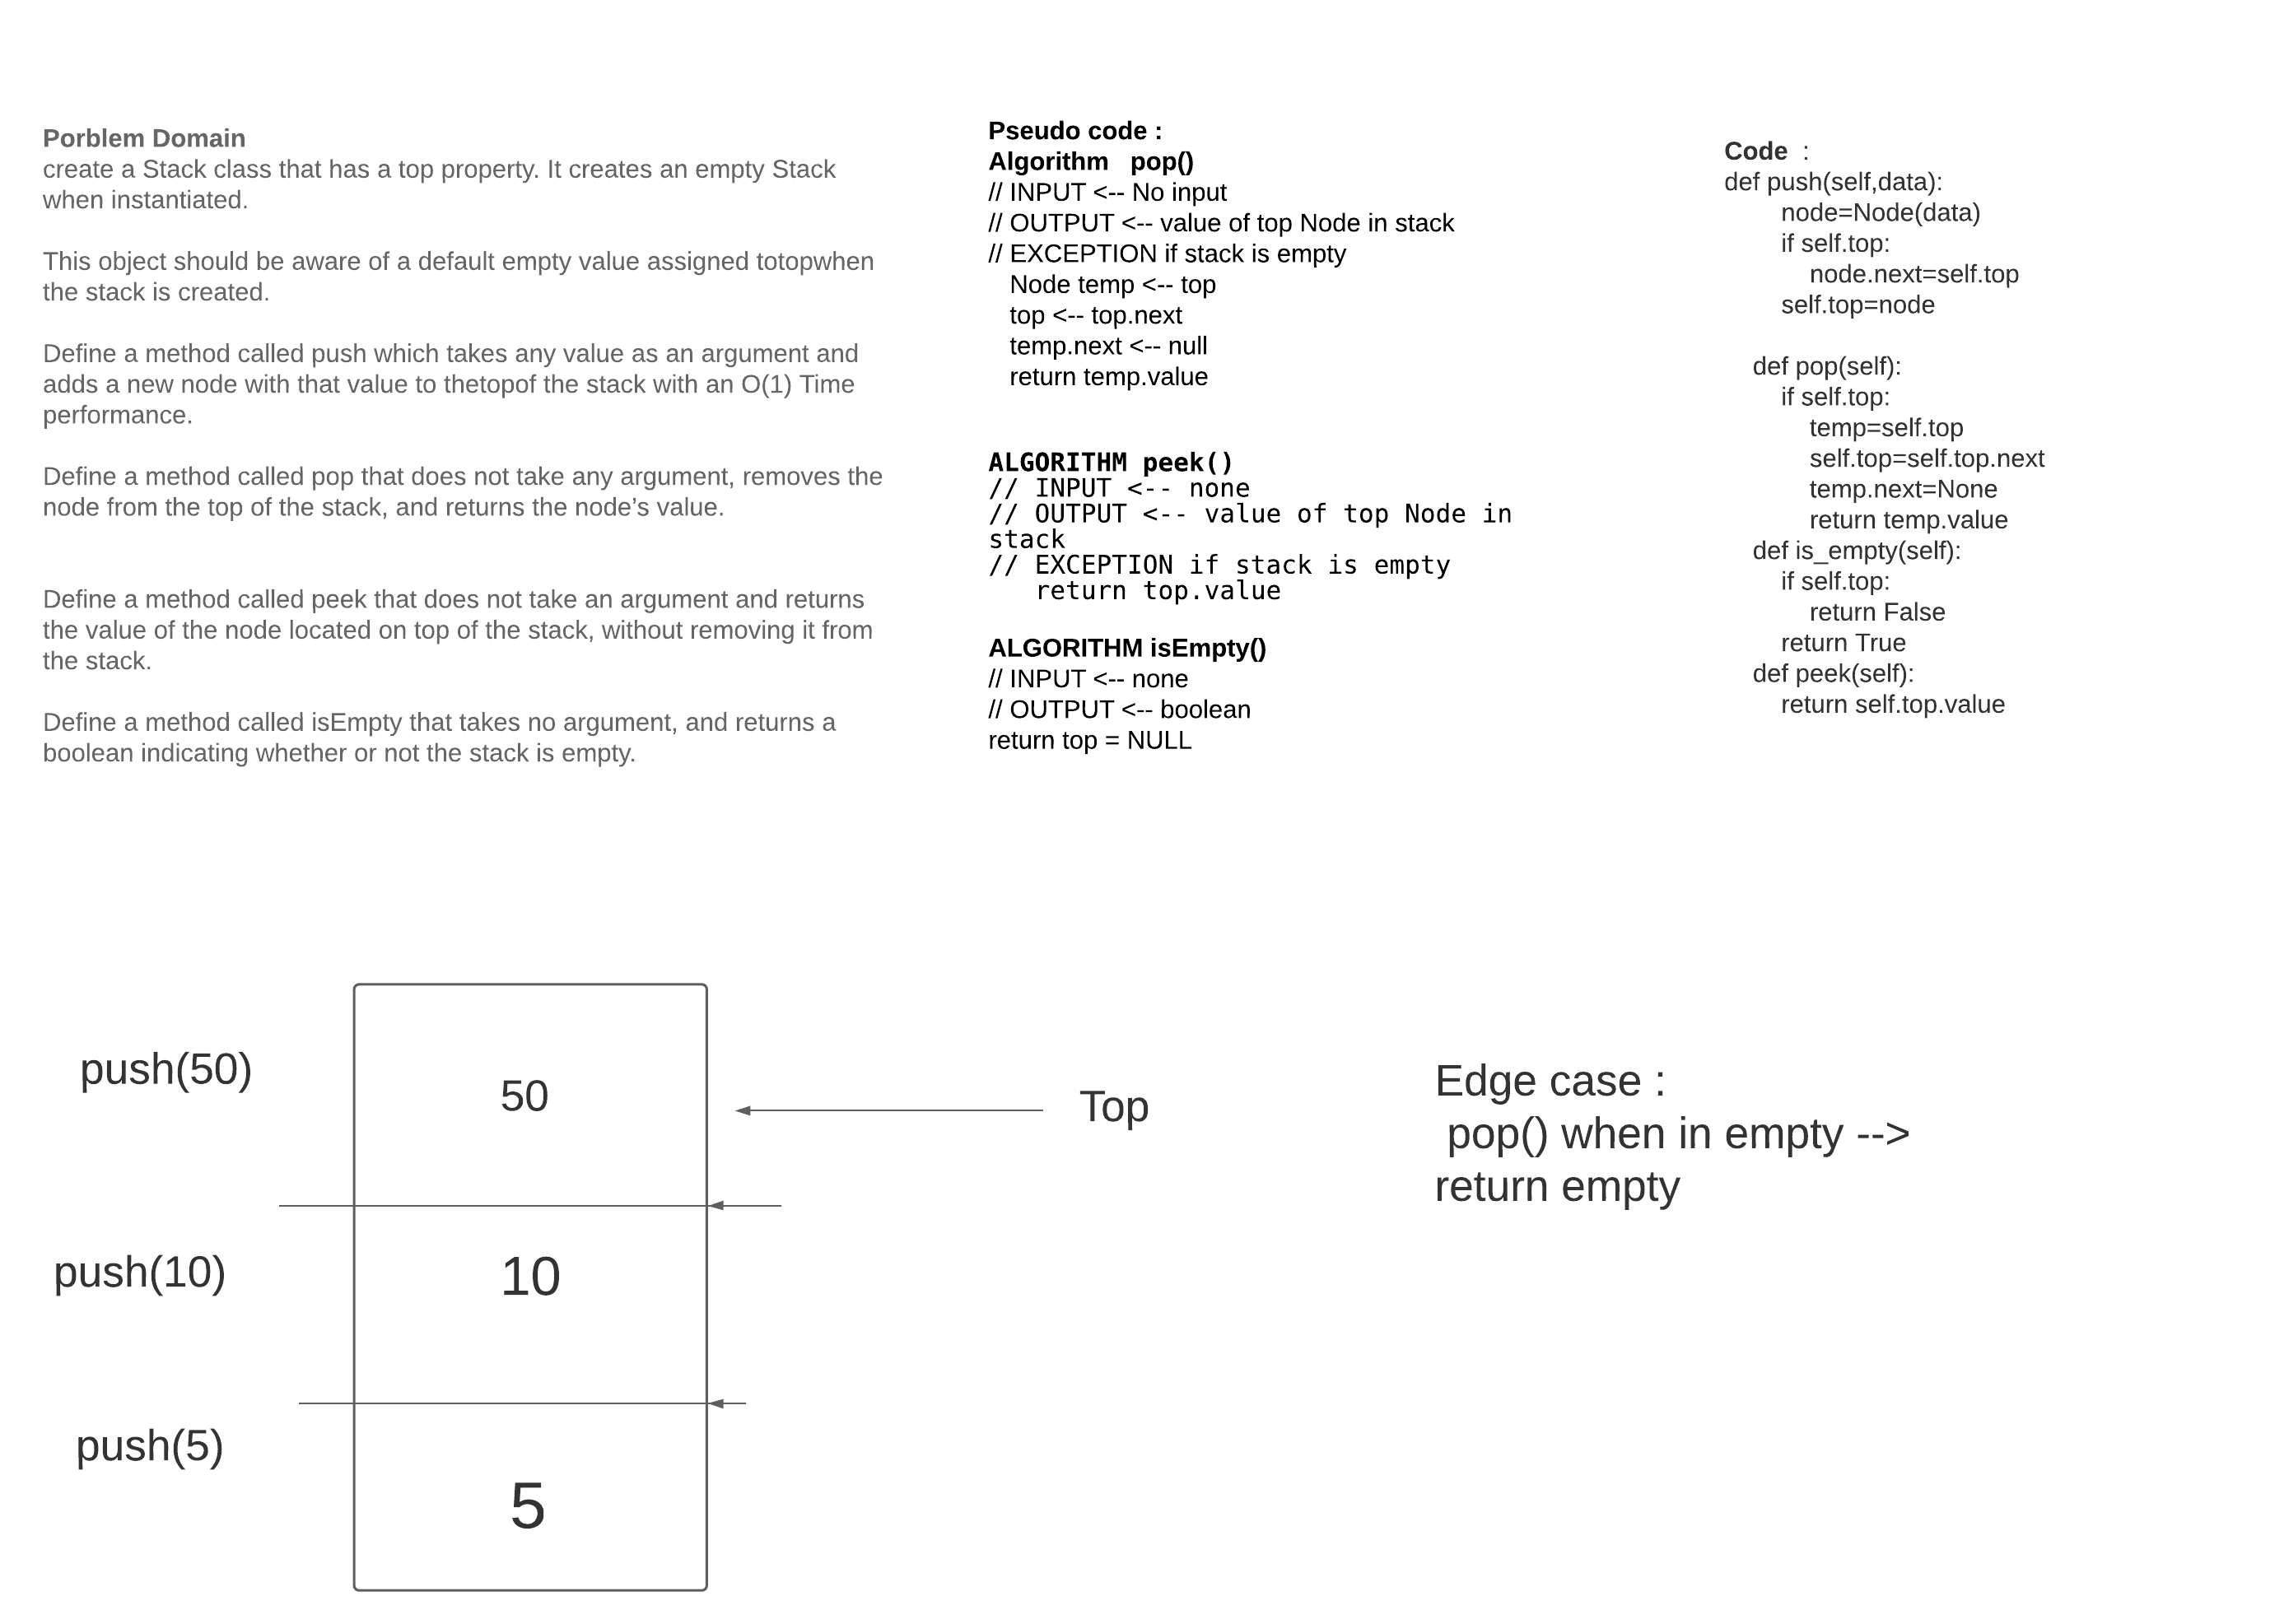 Porblem Domain
create a Stack class that has a top property. It creates an empty Stack
when instantiated.
This object should be aware of a default empty value assigned totopwhen
the stack is created.
Define a method called push which takes any value as an argument and
adds a new node with that value to thetopof the stack with an O(1) Time
performance.
Define a method called pop that does not take any argument, removes the
node from the top of the stack, and returns the node’s value.
Define a method called peek that does not take an argument and returns
the value of the node located on top of the stack, without removing it from
the stack.
Define a method called isEmpty that takes no argument, and returns a
boolean indicating whether or not the stack is empty.
Pseudo code :
Algorithm   pop()
// INPUT <-- No input
// OUTPUT <-- value of top Node in stack
// EXCEPTION if stack is empty
   Node temp <-- top
   top <-- top.next
   temp.next <-- null
   return temp.value
ALGORITHM peek()
// INPUT <-- none
// OUTPUT <-- value of top Node in
stack
// EXCEPTION if stack is empty
   return top.value
ALGORITHM isEmpty()
// INPUT <-- none
// OUTPUT <-- boolean
return top = NULL
Code  :
def push(self,data):
        node=Node(data)
        if self.top:
            node.next=self.top
        self.top=node
    def pop(self):
        if self.top:
            temp=self.top
            self.top=self.top.next
            temp.next=None
            return temp.value
    def is_empty(self):
        if self.top:
            return False
        return True
    def peek(self):
        return self.top.value
push(50)
50
Top
push(10)
10
push(5)
5
Edge case :
 pop() when in empty -->
return empty